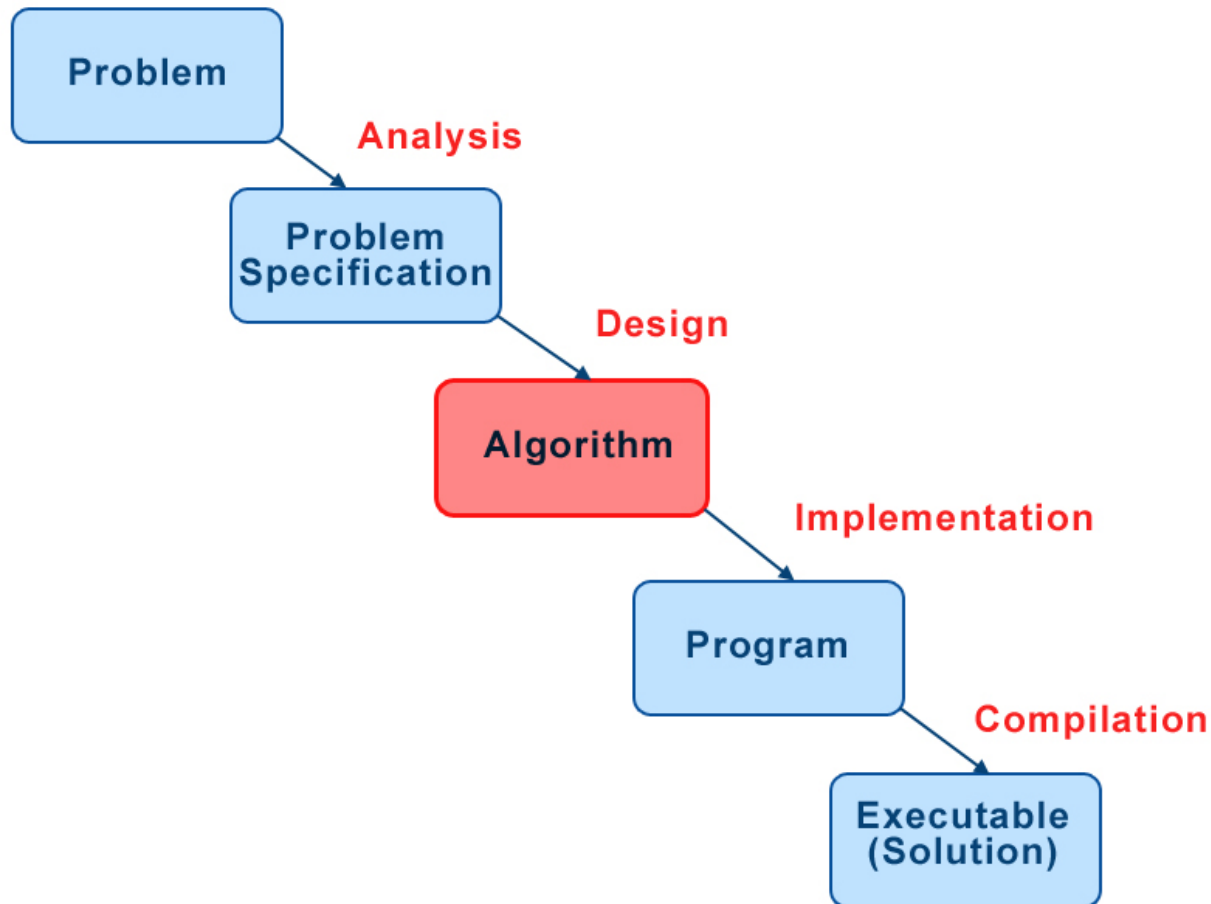 Problem
Analysis
Problem
Specification
Design
Algorithm
Implementation
Program
Compilation
Executable
(Solution)